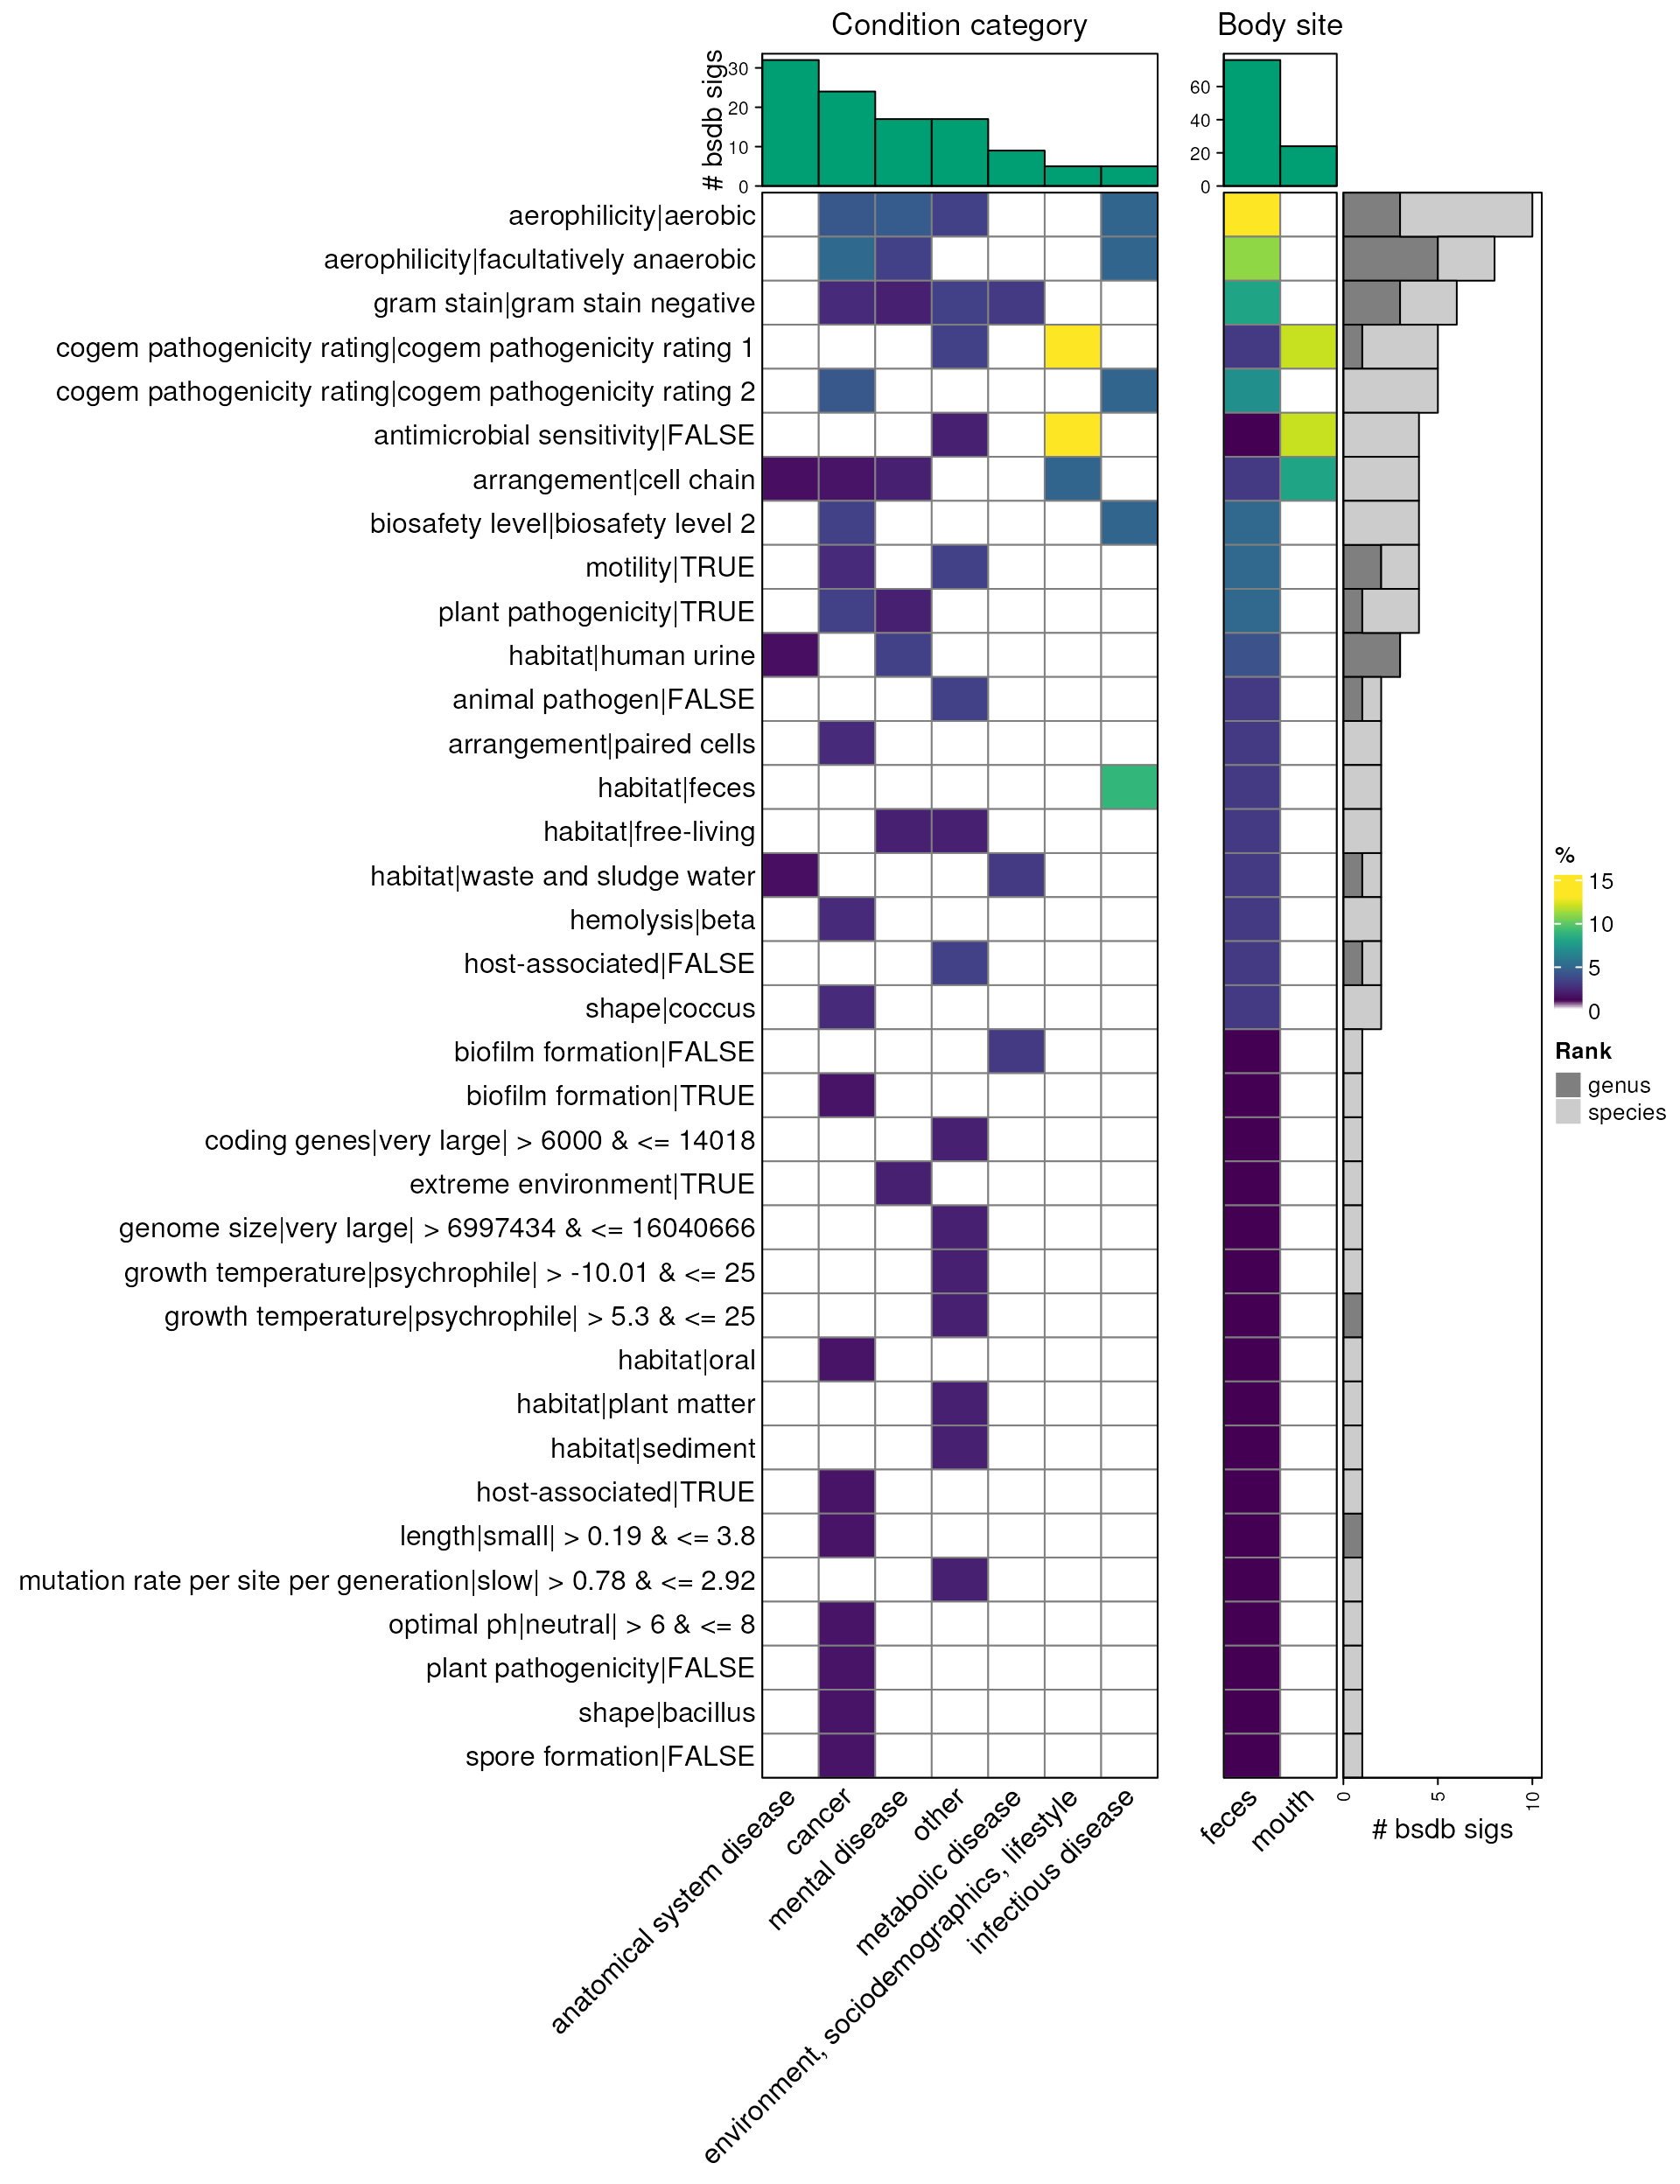 Condition category
Body site
# bsdb sigs
30
20
10
0
60
40
20
0
aerophilicity|aerobic
aerophilicity|facultatively anaerobic
gram stain|gram stain negative
cogem pathogenicity rating|cogem pathogenicity rating 1
cogem pathogenicity rating|cogem pathogenicity rating 2
antimicrobial sensitivity|FALSE
arrangement|cell chain
biosafety level|biosafety level 2
motility|TRUE
plant pathogenicity|TRUE
habitat|human urine
animal pathogen|FALSE
arrangement|paired cells
habitat|feces
habitat|free-living
habitat|waste and sludge water
hemolysis|beta
host-associated|FALSE
shape|coccus
biofilm formation|FALSE
biofilm formation|TRUE
coding genes|very large| > 6000 & <= 14018
extreme environment|TRUE
genome size|very large| > 6997434 & <= 16040666
growth temperature|psychrophile| > -10.01 & <= 25
growth temperature|psychrophile| > 5.3 & <= 25
habitat|oral
habitat|plant matter
habitat|sediment
host-associated|TRUE
length|small| > 0.19 & <= 3.8
mutation rate per site per generation|slow| > 0.78 & <= 2.92
optimal ph|neutral| > 6 & <= 8
plant pathogenicity|FALSE
shape|bacillus
spore formation|FALSE
anatomical system disease
cancer
mental disease
other
metabolic disease
environment, sociodemographics, lifestyle
infectious disease
feces
mouth
0
5
10
# bsdb sigs
%
15
10
5
0
Rank
genus
species